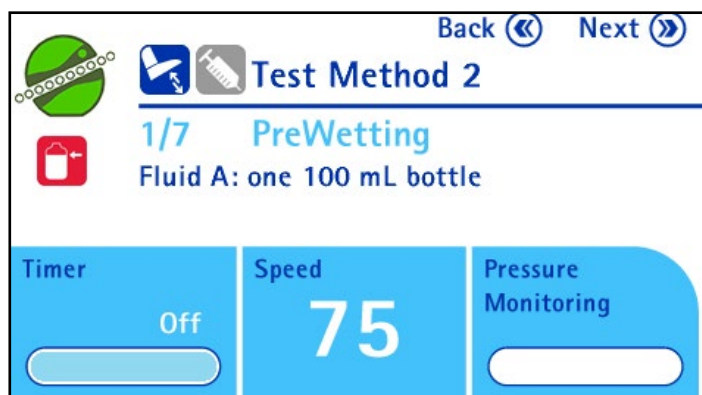 Back Next
Test Method 2
1/7 PreWetting
Fluid A: one 100 mL bottle
Timer
Off
Speed
75
Pressure
Monitoring